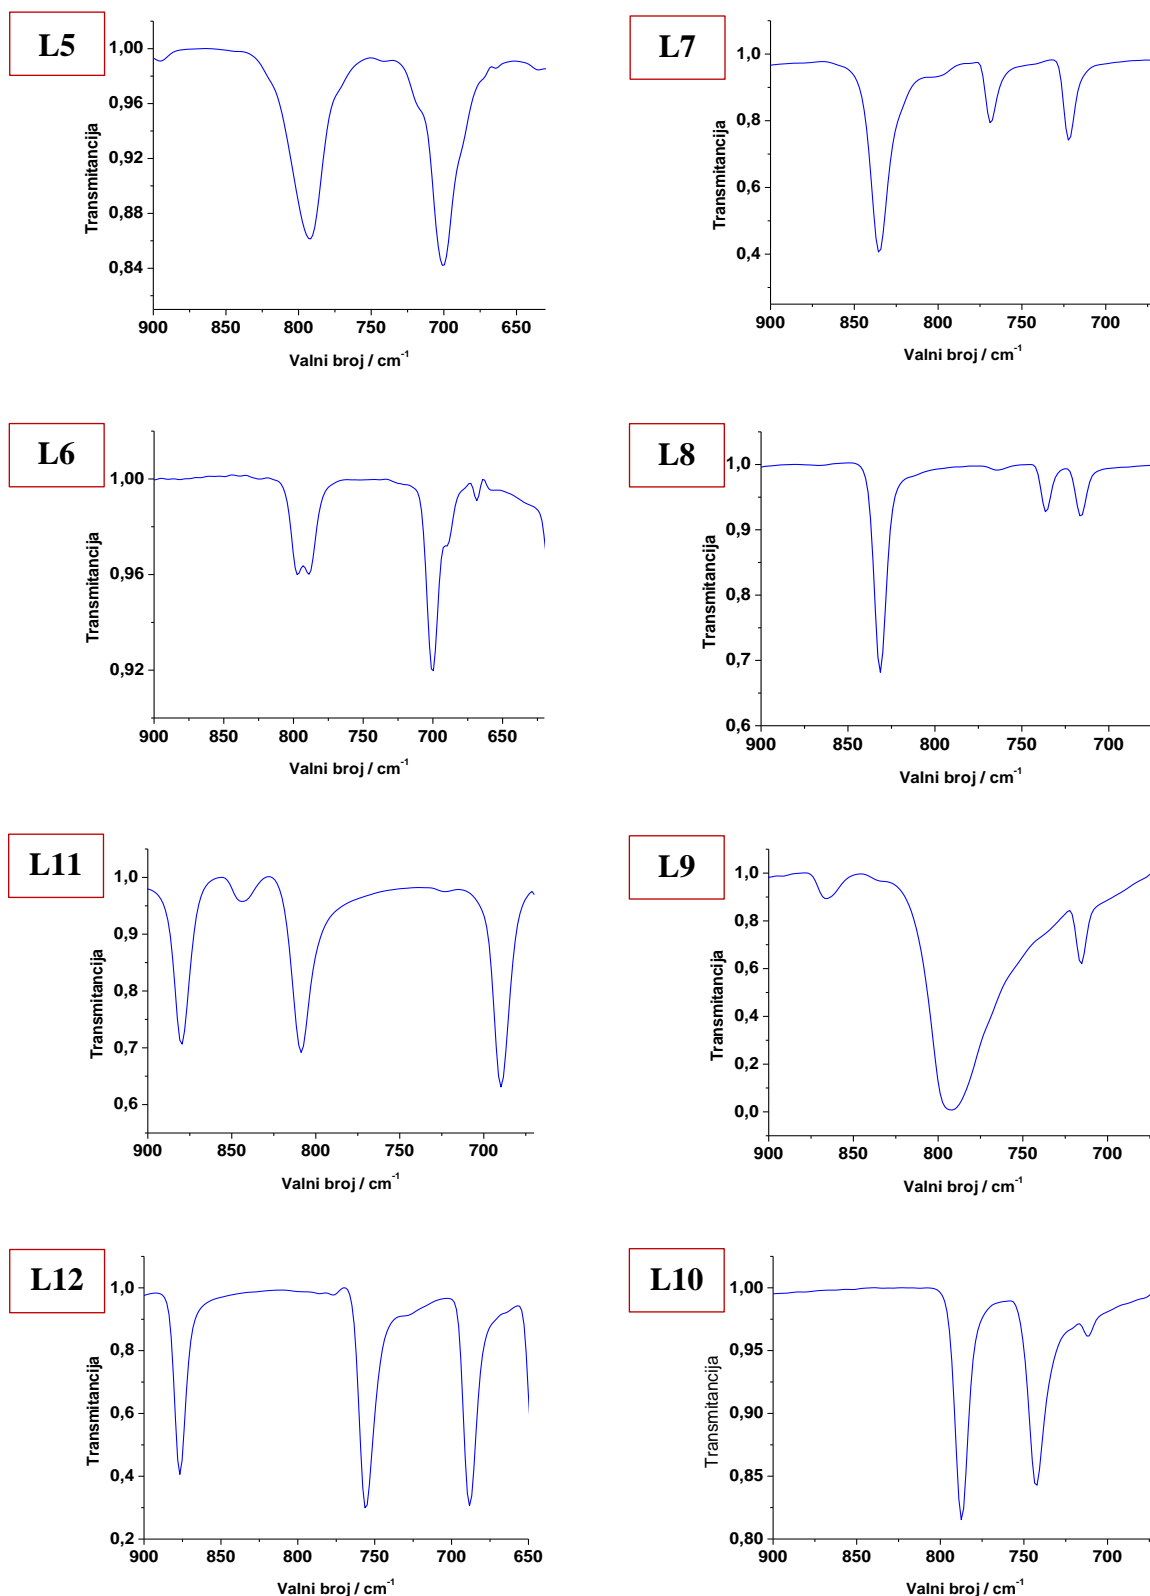 L5
1,00
0,96
0,92
0,88
0,84
Transmitancija
900 850 800 750 700 650
Valni broj / cm⁻¹
L7
1,0
0,8
0,6
0,4
Transmitancija
900 850 800 750 700
Valni broj / cm⁻¹
L6
1,00
0,96
0,92
Transmitancija
900 850 800 750 700 650
Valni broj / cm⁻¹
L8
1,0
0,9
0,8
0,7
0,6
Transmitancija
900 850 800 750 700
Valni broj / cm⁻¹
L11
1,0
0,9
0,8
0,7
0,6
Transmitancija
900 850 800 750 700
Valni broj / cm⁻¹
L9
1,0
0,8
0,6
0,4
0,2
0,0
Transmitancija
900 850 800 750 700
Valni broj / cm⁻¹
L12
1,0
0,8
0,6
0,4
0,2
Transmitancija
900 850 800 750 700 650
Valni broj / cm⁻¹
L10
1,00
0,95
0,90
0,85
0,80
Transmitancija
900 850 800 750 700
Valni broj / cm⁻¹